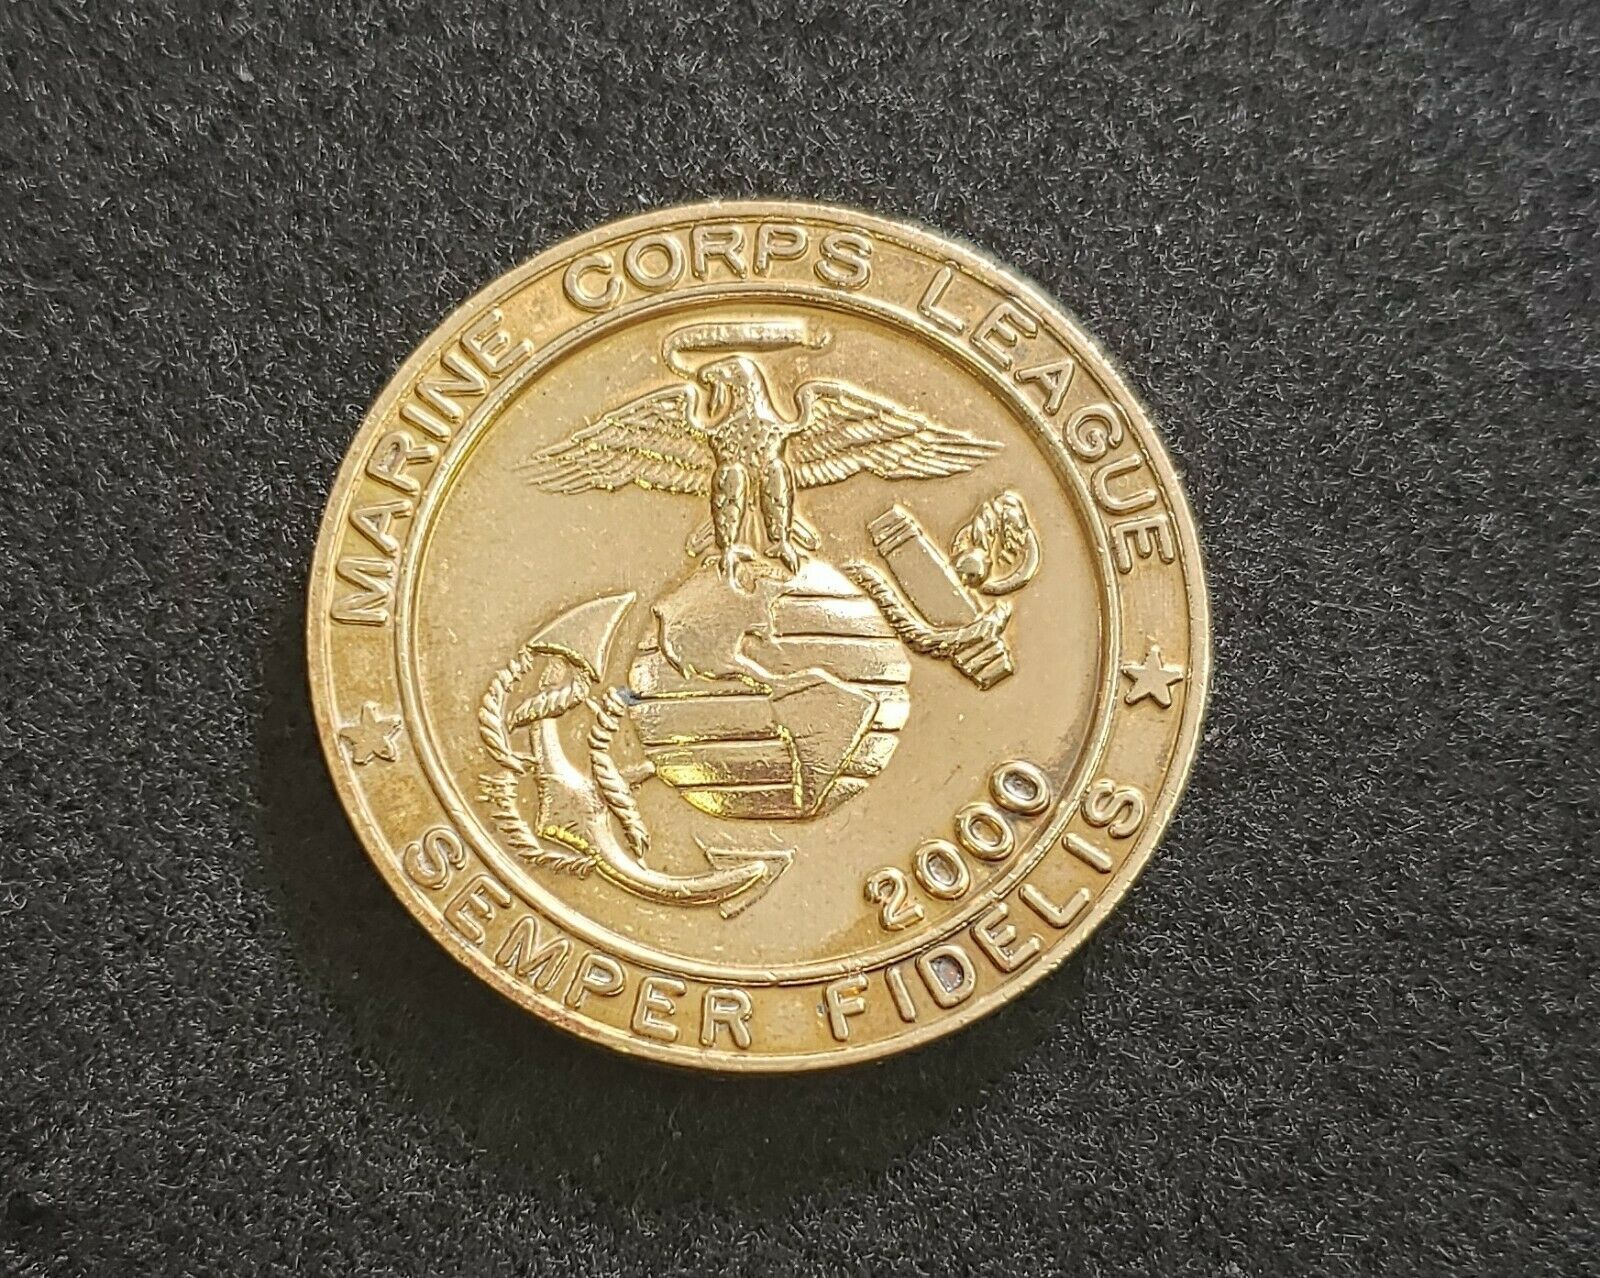 MARINE CORPS LEAGUE
2000
SEMPER FIDELIS